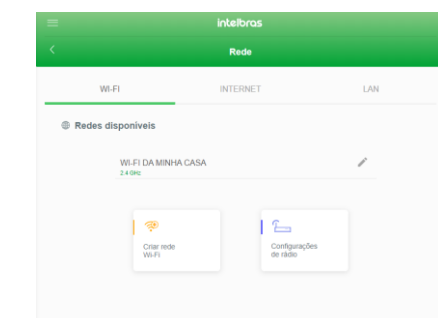 intelbras
Rede
WI-FI
INTERNET
LAN
Redes disponíveis
WI-FI DA MINHA CASA
2.4 GHz
Criar rede
Wi-Fi
Configurações
de rádio